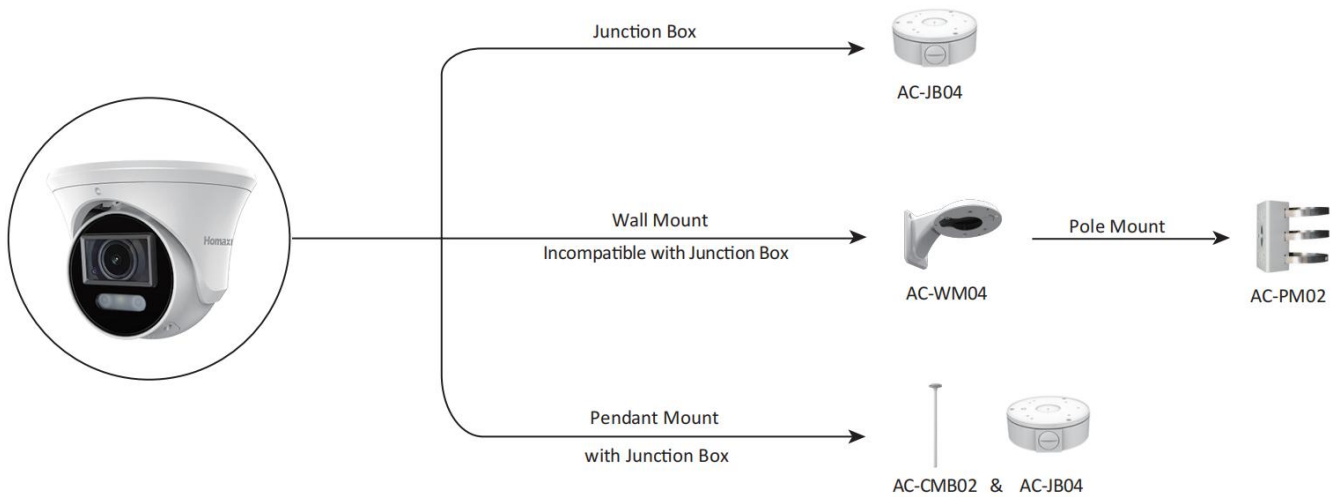 Junction Box
AC-JB04
Wall Mount
Incompatible with Junction Box
AC-WM04
Pole Mount
AC-PM02
Pendant Mount
with Junction Box
AC-CMB02 & AC-JB04